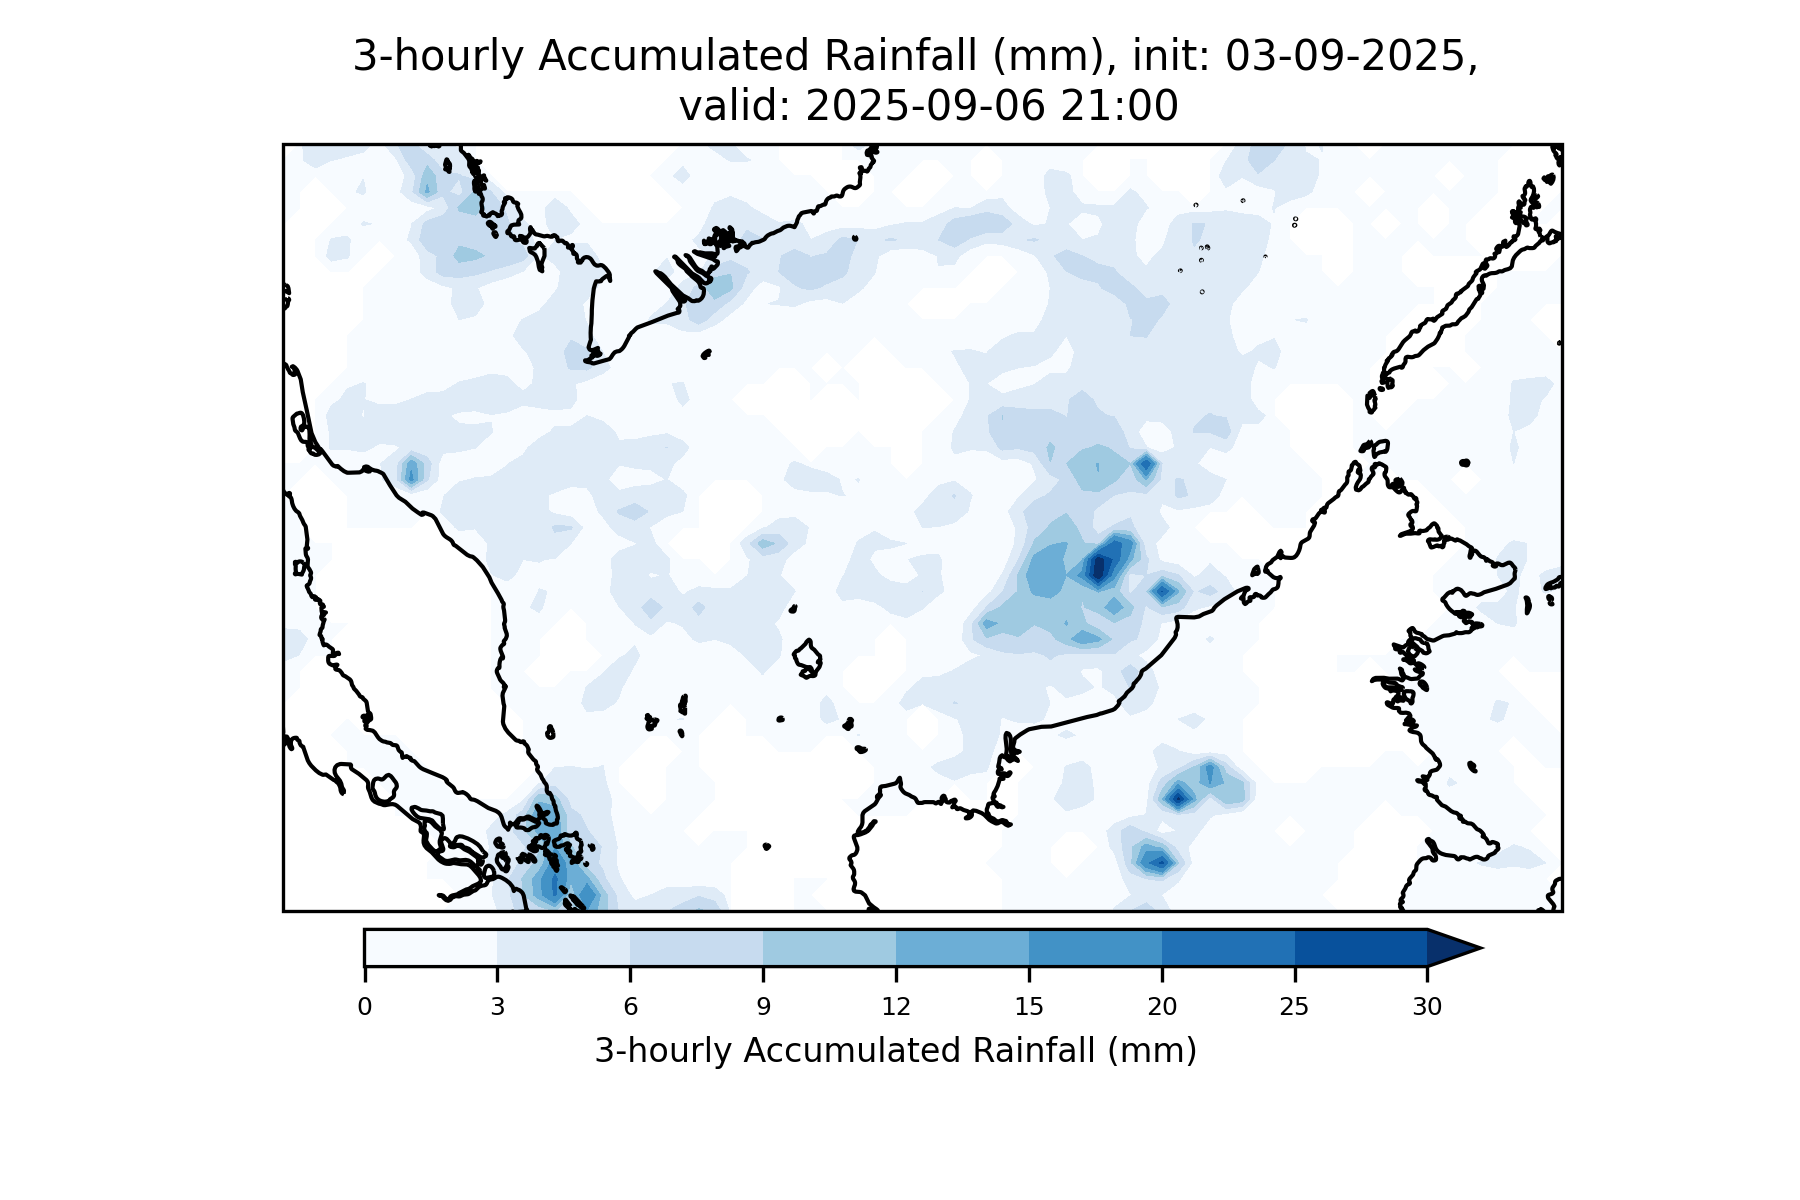 3-hourly Accumulated Rainfall (mm), init: 03-09-2025,
valid: 2025-09-06 21:00
0 3 6 9 12 15 20 25 30
3-hourly Accumulated Rainfall (mm)